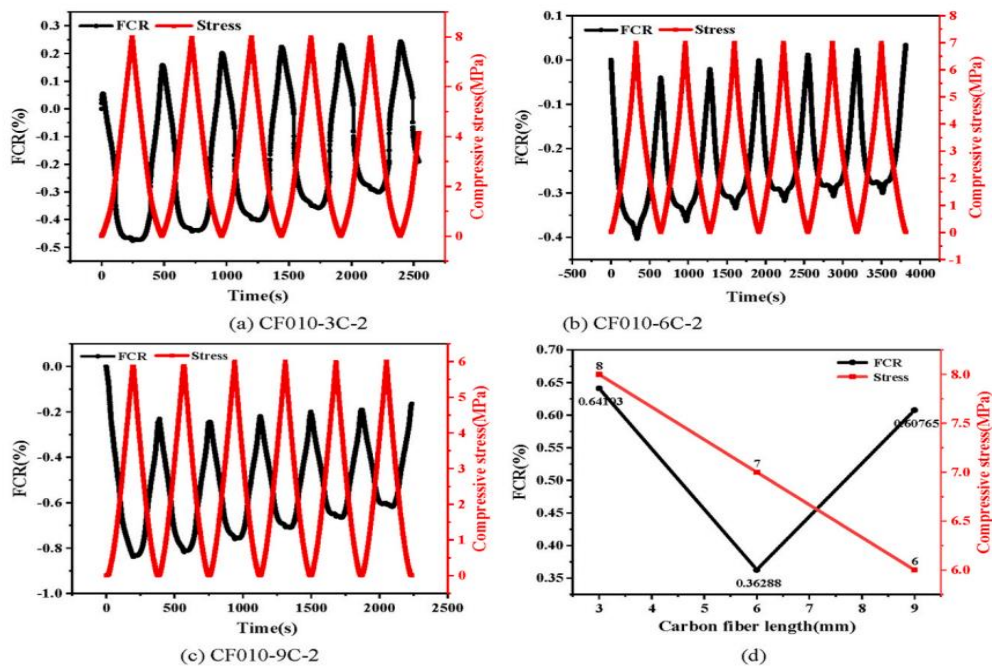 FCR Stress
0.3
0.2
0.1
0.0
-0.1
-0.2
-0.3
-0.4
-0.5
FCR(%)
8
6
4
2
0
Compressive stress(MPa)
0 500 1000 1500 2000 2500
Time(s)
(a) CF010-3C-2
FCR Stress
0.1
0.0
-0.1
-0.2
-0.3
-0.4
FCR(%)
8
7
6
5
4
3
2
1
0
-1
Compressive stress(MPa)
-500 0 500 1000 1500 2000 2500 3000 3500 4000
Time(s)
(b) CF010-6C-2
FCR Stress
0.0
-0.2
-0.4
-0.6
-0.8
-1.0
FCR(%)
6
5
4
3
2
1
0
Compressive stress(MPa)
0 500 1000 1500 2000 2500
Time(s)
(c) CF010-9C-2
FCR
Stress
0.70
0.65
0.60
0.55
0.50
0.45
0.40
0.35
FCR(%)
8
0.64193
7
0.36288
0.60765
6
8.0
7.5
7.0
6.5
6.0
Compressive stress(MPa)
3 4 5 6 7 8 9
Carbon fiber length(mm)
(d)